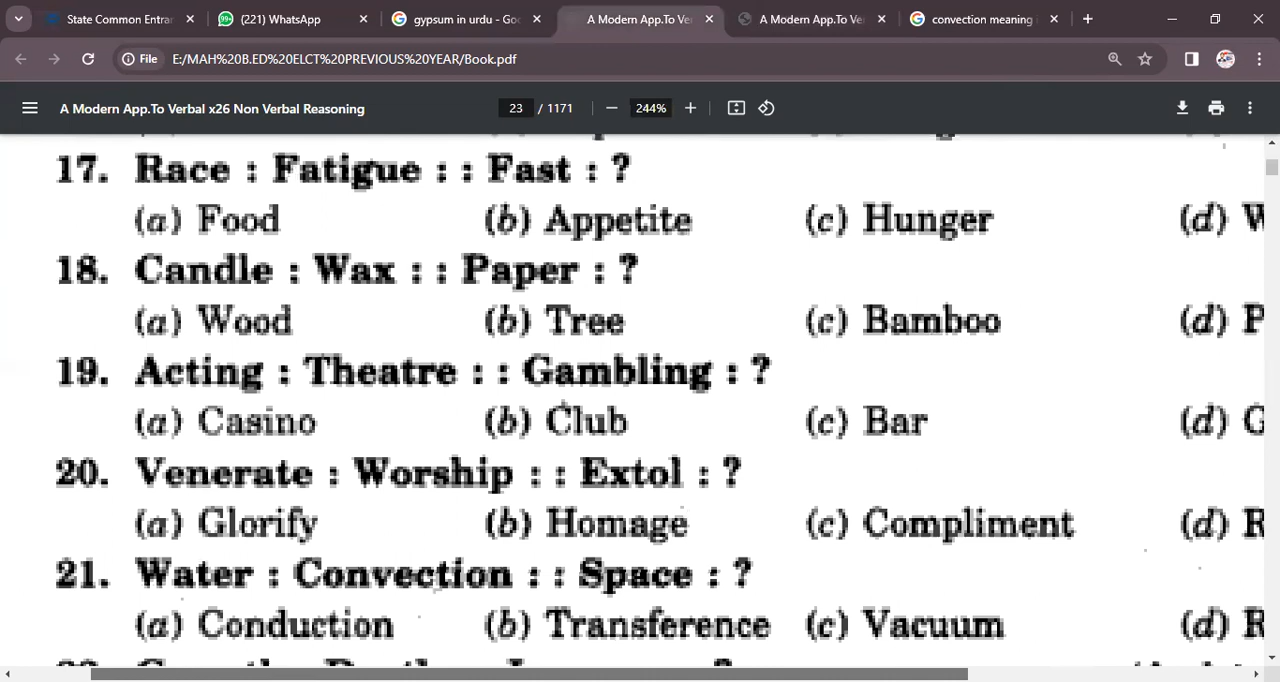 State Common Entra
(221) WhatsApp
gypsum in urdu - Goo
A Modern App.To Ve
A Modern App.To Ve
convection meaning
File E:/MAH%20B.ED%20ELCT%20PREVIOUS%20YEAR/Book.pdf
A Modern App.To Verbal x26 Non Verbal Reasoning 23 / 1171 244%
17. Race : Fatigue : : Fast : ?
(a) Food (b) Appetite (c) Hunger (d) W
18. Candle : Wax : : Paper : ?
(a) Wood (b) Tree (c) Bamboo (d) P
19. Acting : Theatre : : Gambling : ?
(a) Casino (b) Club (c) Bar (d) G
20. Venerate : Worship : : Extol : ?
(a) Glorify (b) Homage (c) Compliment (d) R
21. Water : Convection : : Space : ?
(a) Conduction (b) Transference (c) Vacuum (d) R